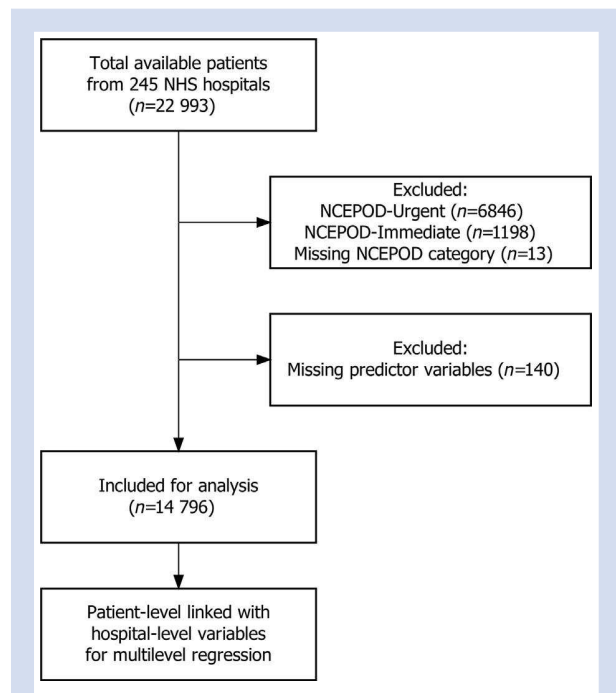 Total available patients
from 245 NHS hospitals
(n=22 993)
Excluded:
NCEPOD-Urgent (n=6846)
NCEPOD-Immediate (n=1198)
Missing NCEPOD category (n=13)
Excluded:
Missing predictor variables (n=140)
Included for analysis
(n=14 796)
Patient-level linked with
hospital-level variables
for multilevel regression